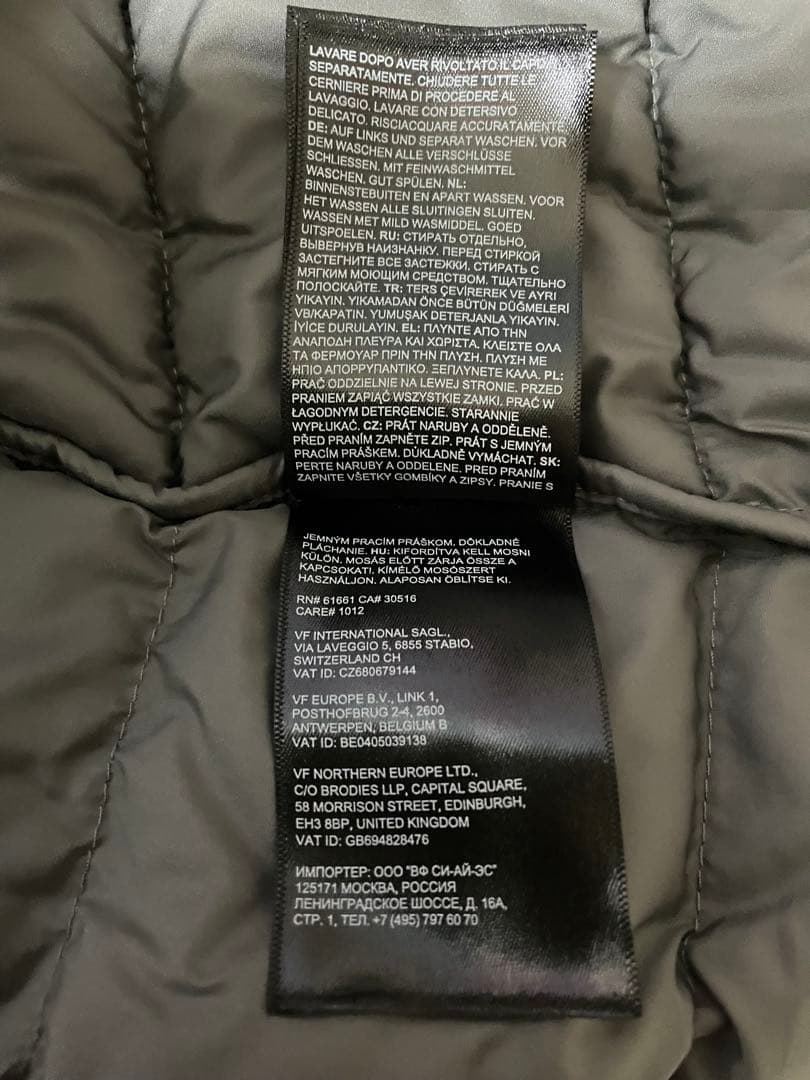 LAVARE DOPO AVER RIVOLTATO IL CAPO
SEPARATAMENTE. CHIUDERE TUTTE LE
CERNIERE PRIMA DI PROCEDERE AL
LAVAGGIO. LAVARE CON DETERSIVO
DELICATO. RISCIACQUARE ACCURATAMENTE.
DE: AUF LINKS UND SEPARAT WASCHEN. VOR
DEM WASCHEN ALLE VERSCHLÜSSE
SCHLIESSEN. MIT FEINWASCHMITTEL
WASCHEN. GUT SPÜLEN. NL:
BINNENSTEBUITEN EN APART WASSEN. VOOR
HET WASSEN ALLE SLUITINGEN SLUITEN.
WASSEN MET MILD WASMIDDEL. GOED
UITSPOELEN. RU: СТИРАТЬ ОТДЕЛЬНО,
ВЫВЕРНУВ НАИЗНАНКУ. ПЕРЕД СТИРКОЙ
ЗАСТЕГНИТЕ ВСЕ ЗАСТЕЖКИ. СТИРАТЬ С
МЯГКИМ МОЮЩИМ СРЕДСТВОМ. ТЩАТЕЛЬНО
ПОЛОСКАЙТЕ. TR: TERS ÇEVİREREK VE AYRI
YIKAYIN. YIKAMADAN ÖNCE BÜTÜN DÜĞMELERİ
VB/KAPATIN. YUMUŞAK DETERJANLA YIKAYIN.
İYİCE DURULAYIN. EL: ΠΛΥΝΤΕ ΑΠΟ ΤΗΝ
ΑΝΑΠΟΔΗ ΠΛΕΥΡΑ ΚΑΙ ΧΩΡΙΣΤΑ. ΚΛΕΙΣΤΕ ΟΛΑ
ΤΑ ΦΕΡΜΟΥΑΡ ΠΡΙΝ ΤΗΝ ΠΛΥΣΗ. ΠΛΥΣΗ ΜΕ
ΗΠΙΟ ΑΠΟΡΡΥΠΑΝΤΙΚΟ. ΞΕΠΛΥΝΕΤΕ ΚΑΛΑ. PL:
PRAĆ ODDZIELNIE NA LEWEJ STRONIE. PRZED
PRANIEM ZAPIĄĆ WSZYSTKIE ZAMKI. PRAĆ W
ŁAGODNYM DETERGENCIE. STARANNIE
WYPŁUKAĆ. CZ: PRÁT NARUBY A ODDĚLENĚ.
PŘED PRANÍM ZAPNĚTE ZIP. PRÁT S JEMNÝM
PRACÍM PRÁŠKEM. DŮKLADNĚ VYMÁCHAT. SK:
PERTE NARUBY A ODDELENE. PRED PRANÍM
ZAPNITE VŠETKY GOMBÍKY A ZIPSY. PRANIE S
JEMNÝM PRACÍM PRÁŠKOM. DÔKLADNÉ
PLÁCHANIE. HU: KIFORDÍTVA KELL MOSNI
KÜLÖN. MOSÁS ELŐTT ZÁRJA ÖSSZE A
KAPCSOKATI. KÍMÉLŐ MOSÓSZERT
HASZNÁLJON. ALAPOSAN ÖBLÍTSE KI.
RN# 61661 CA# 30516
CARE# 1012
VF INTERNATIONAL SAGL.,
VIA LAVEGGIO 5, 6855 STABIO,
SWITZERLAND CH
VAT ID: CZ680679144
VF EUROPE B.V., LINK 1,
POSTHOFBRUG 2-4, 2600
ANTWERPEN, BELGIUM B
VAT ID: BE0405039138
VF NORTHERN EUROPE LTD.,
C/O BRODIES LLP, CAPITAL SQUARE,
58 MORRISON STREET, EDINBURGH,
EH3 8BP, UNITED KINGDOM
VAT ID: GB694828476
ИМПОРТЕР: ООО "ВФ СИ-АЙ-ЭС"
125171 МОСКВА, РОССИЯ
ЛЕНИНГРАДСКОЕ ШОССЕ, Д. 16А,
СТР. 1, ТЕЛ. +7 (495) 797 60 70